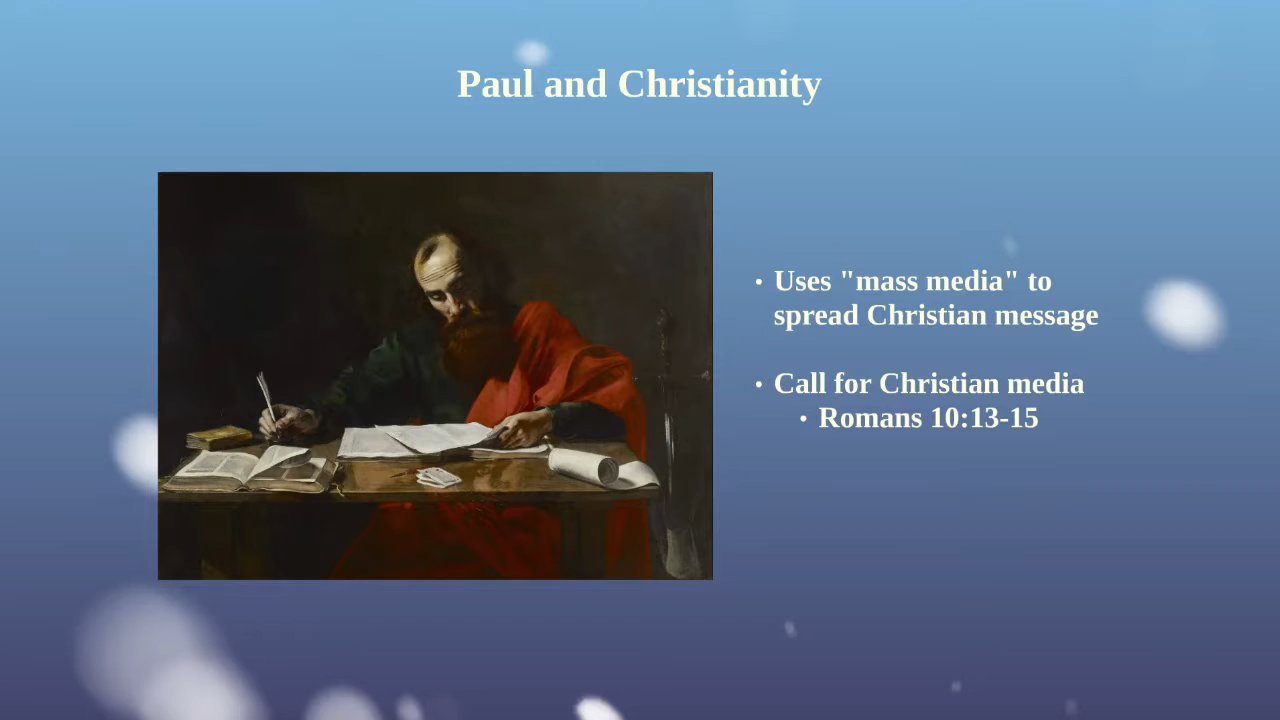 Paul and Christianity
• Uses "mass media" to
spread Christian message
• Call for Christian media
• Romans 10:13-15